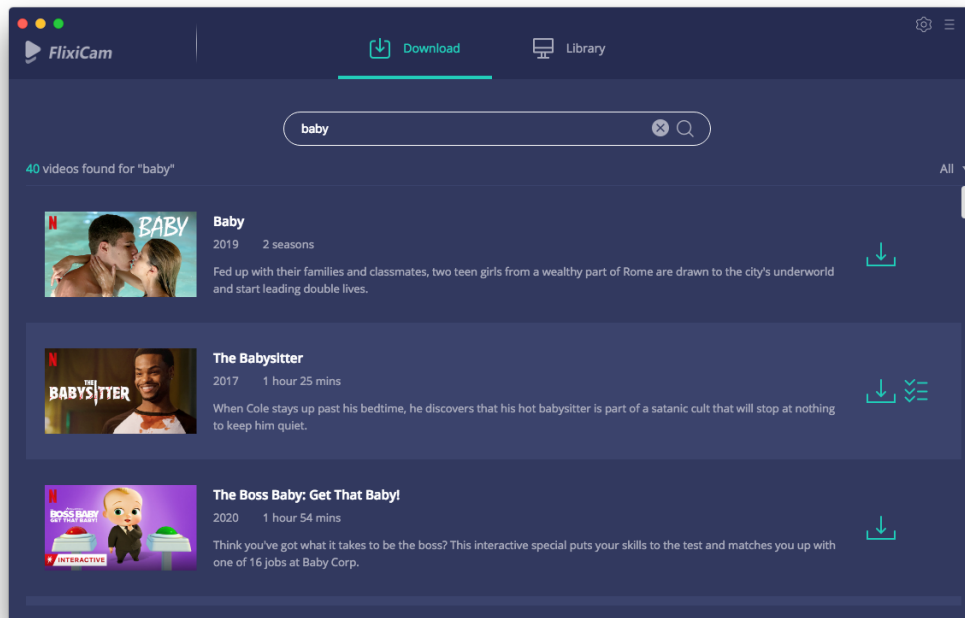 FlixiCam
Download
Library
baby
40 videos found for "baby"
All
N
BABY
Baby
2019 2 seasons
Fed up with their families and classmates, two teen girls from a wealthy part of Rome are drawn to the city's underworld
and start leading double lives.
N
THE
BABYSITTER
The Babysitter
2017 1 hour 25 mins
When Cole stays up past his bedtime, he discovers that his hot babysitter is part of a satanic cult that will stop at nothing
to keep him quiet.
N
BOSS BABY
GET THAT BABY!
INTERACTIVE
The Boss Baby: Get That Baby!
2020 1 hour 54 mins
Think you've got what it takes to be the boss? This interactive special puts your skills to the test and matches you up with
one of 16 jobs at Baby Corp.